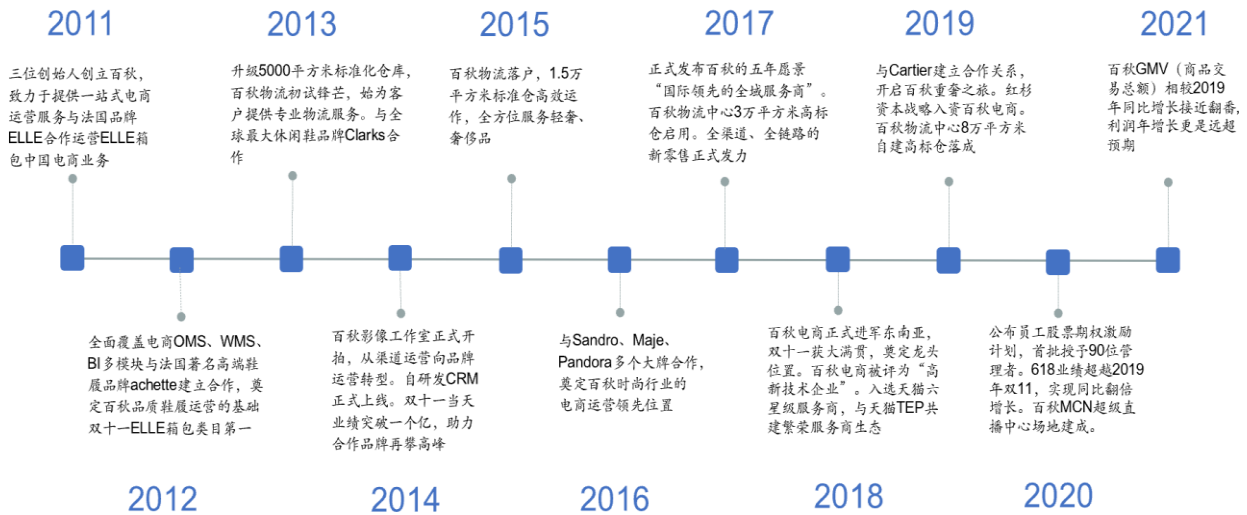 2011
三位创始人创立百秋，
致力于提供一站式电商
运营服务与法国品牌
ELLE合作运营ELLE箱
包中国电商业务
2013
升级5000平方米标准化仓库，
百秋物流初试锋芒，始为客
户提供专业物流服务。与全
球最大休闲鞋品牌Clarks合
作
2015
百秋物流落户，1.5万
平方米标准仓高效运
作，全方位服务轻奢、
奢侈品
2017
正式发布百秋的五年愿景
“国际领先的全域服务商”。
百秋物流中心3万平方米高标
仓启用。全渠道、全链路的
新零售正式发力
2019
与Cartier建立合作关系，
开启百秋重奢之旅。红杉
资本战略入资百秋电商。
百秋物流中心8万平方米
自建高标仓落成
2021
百秋GMV（商品交
易总额）相较2019
年同比增长接近翻番，
利润年增长更是远超
预期
全面覆盖电商OMS、WMS、
BI多模块与法国著名高端鞋
履品牌achette建立合作，奠
定百秋品质鞋履运营的基础
双十一ELLE箱包类目第一
2012
百秋影像工作室正式开
拍，从渠道运营向品牌
运营转型。自研发CRM
正式上线。双十一当天
业绩突破一个亿，助力
合作品牌再攀高峰
2014
与Sandro、Maje、
Pandora多个大牌合作，
奠定百秋时尚行业的
电商运营领先位置
2016
百秋电商正式进军东南亚，
双十一获大满贯，奠定龙头
位置。百秋电商被评为“高
新技术企业”。入选天猫六
星级服务商，与天猫TEP共
建繁荣服务商生态
2018
公布员工股票期权激励
计划，首批授予90位管
理者。618业绩超越2019
年双11，实现同比翻倍
增长。百秋MCN超级直
播中心场地建成。
2020